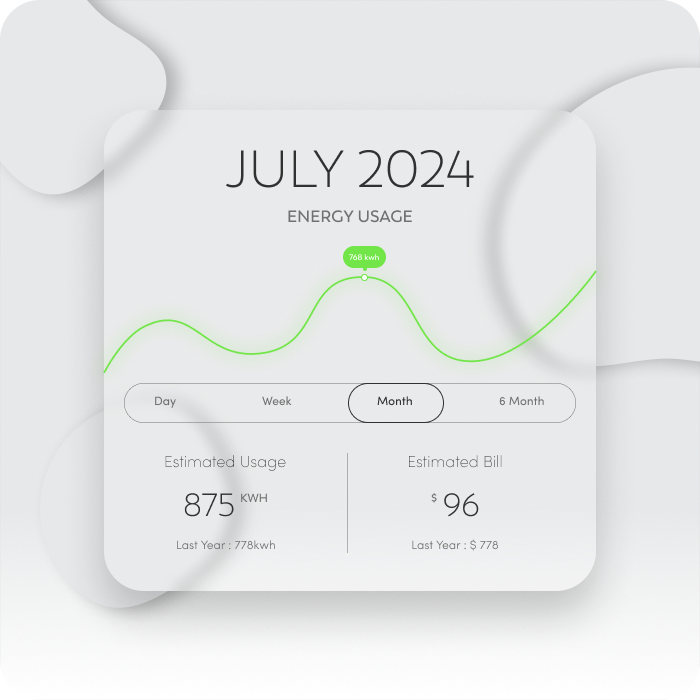 JULY 2024
ENERGY USAGE
768 kwh
Day Week Month 6 Month
Estimated Usage Estimated Bill
875 KWH $ 96
Last Year : 778kwh Last Year : $ 778